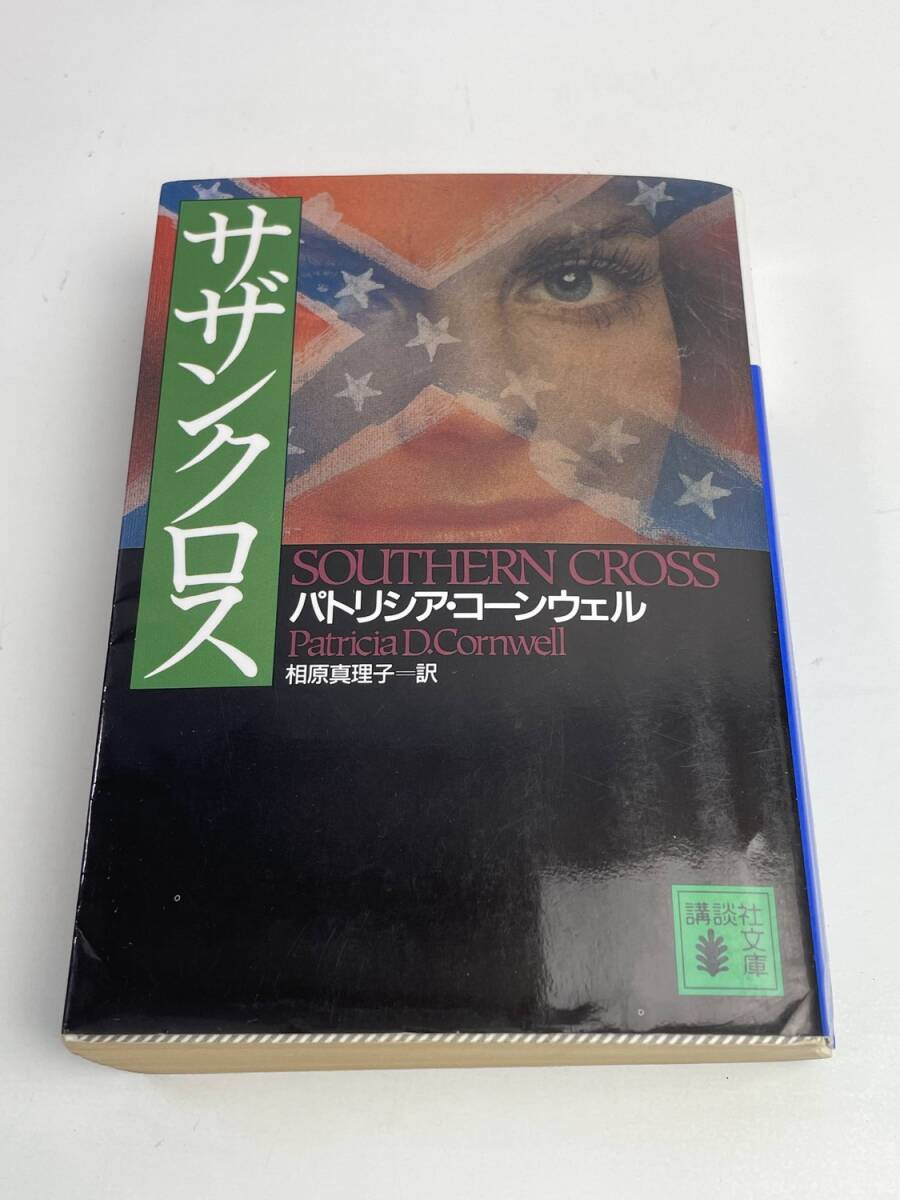 サザンクロス
SOUTHERN CROSS
パトリシア・コーンウェル
Patricia D.Cornwell
相原真理子=訳
講談社
文庫